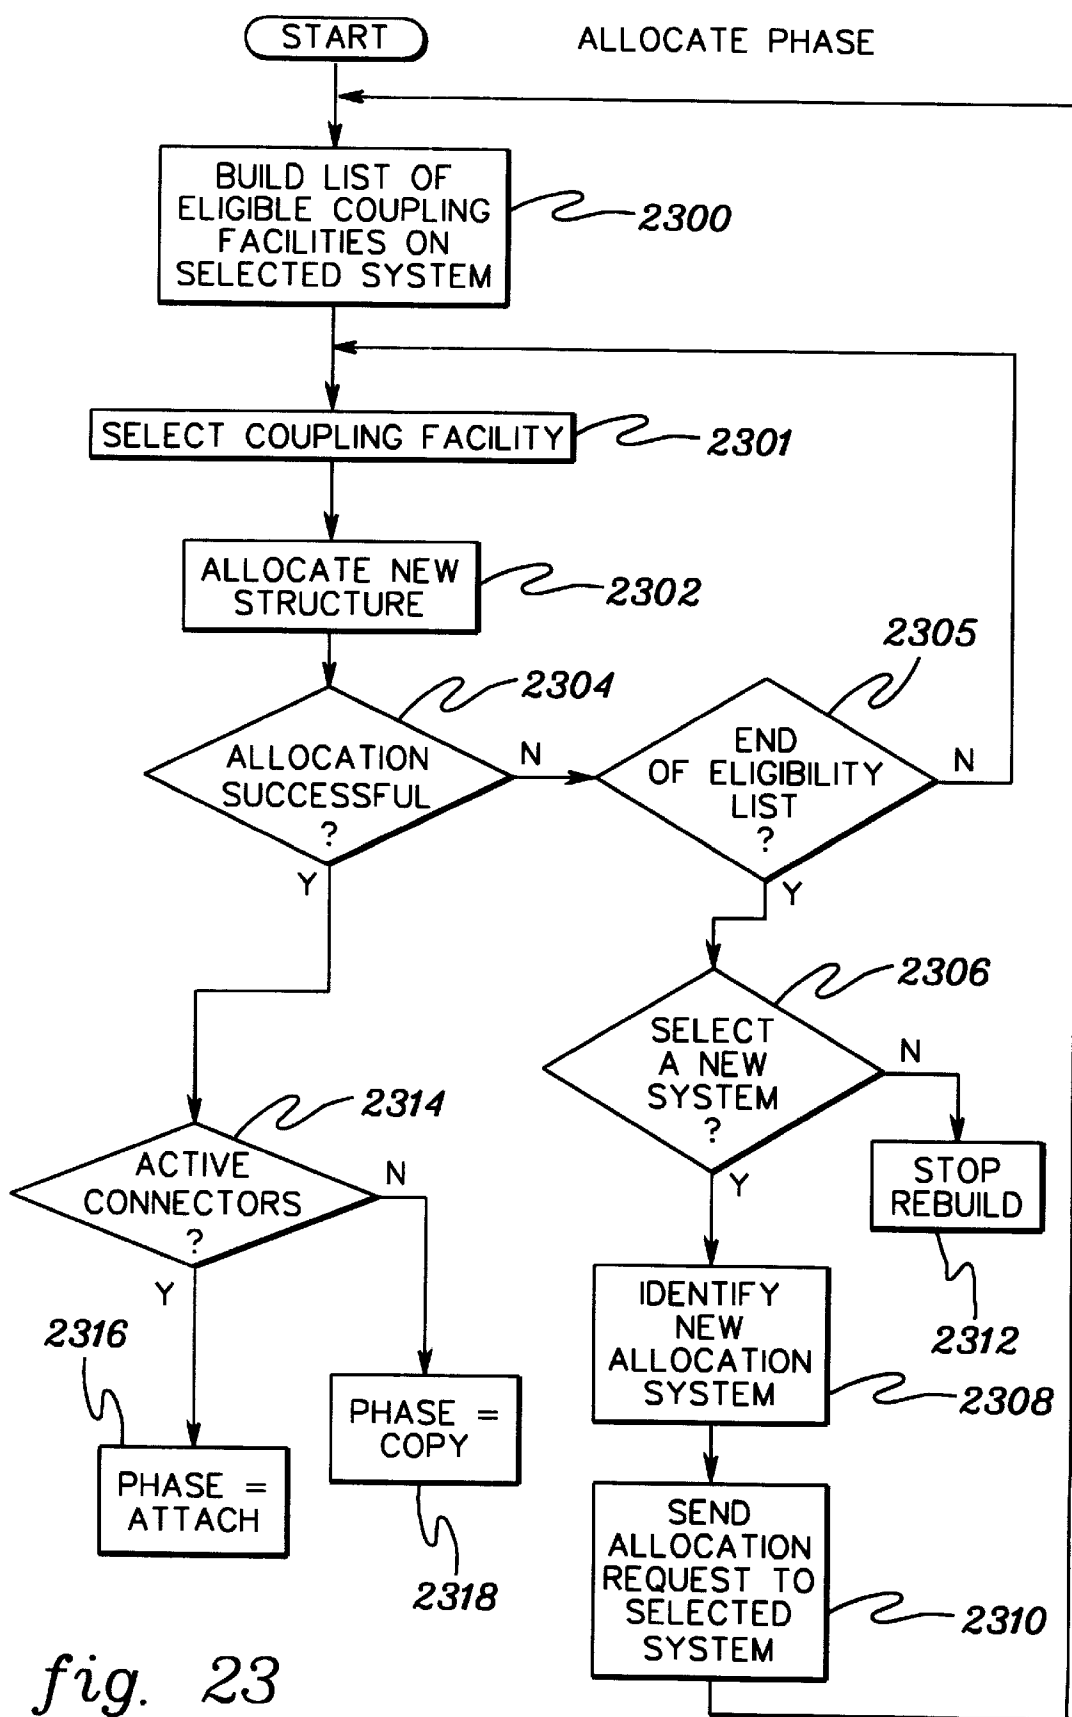 START
ALLOCATE PHASE
BUILD LIST OF
ELIGIBLE COUPLING
FACILITIES ON
SELECTED SYSTEM
2300
SELECT COUPLING FACILITY
2301
ALLOCATE NEW
STRUCTURE
2302
2304
2305
ALLOCATION
SUCCESSFUL
?
N
Y
END
OF ELIGIBILITY
LIST
?
N
Y
2306
SELECT
A NEW
SYSTEM
?
N
Y
2314
ACTIVE
CONNECTORS
?
N
Y
STOP
REBUILD
2312
IDENTIFY
NEW
ALLOCATION
SYSTEM
2308
2316
PHASE =
COPY
PHASE =
ATTACH
2318
SEND
ALLOCATION
REQUEST TO
SELECTED
SYSTEM
2310
fig. 23